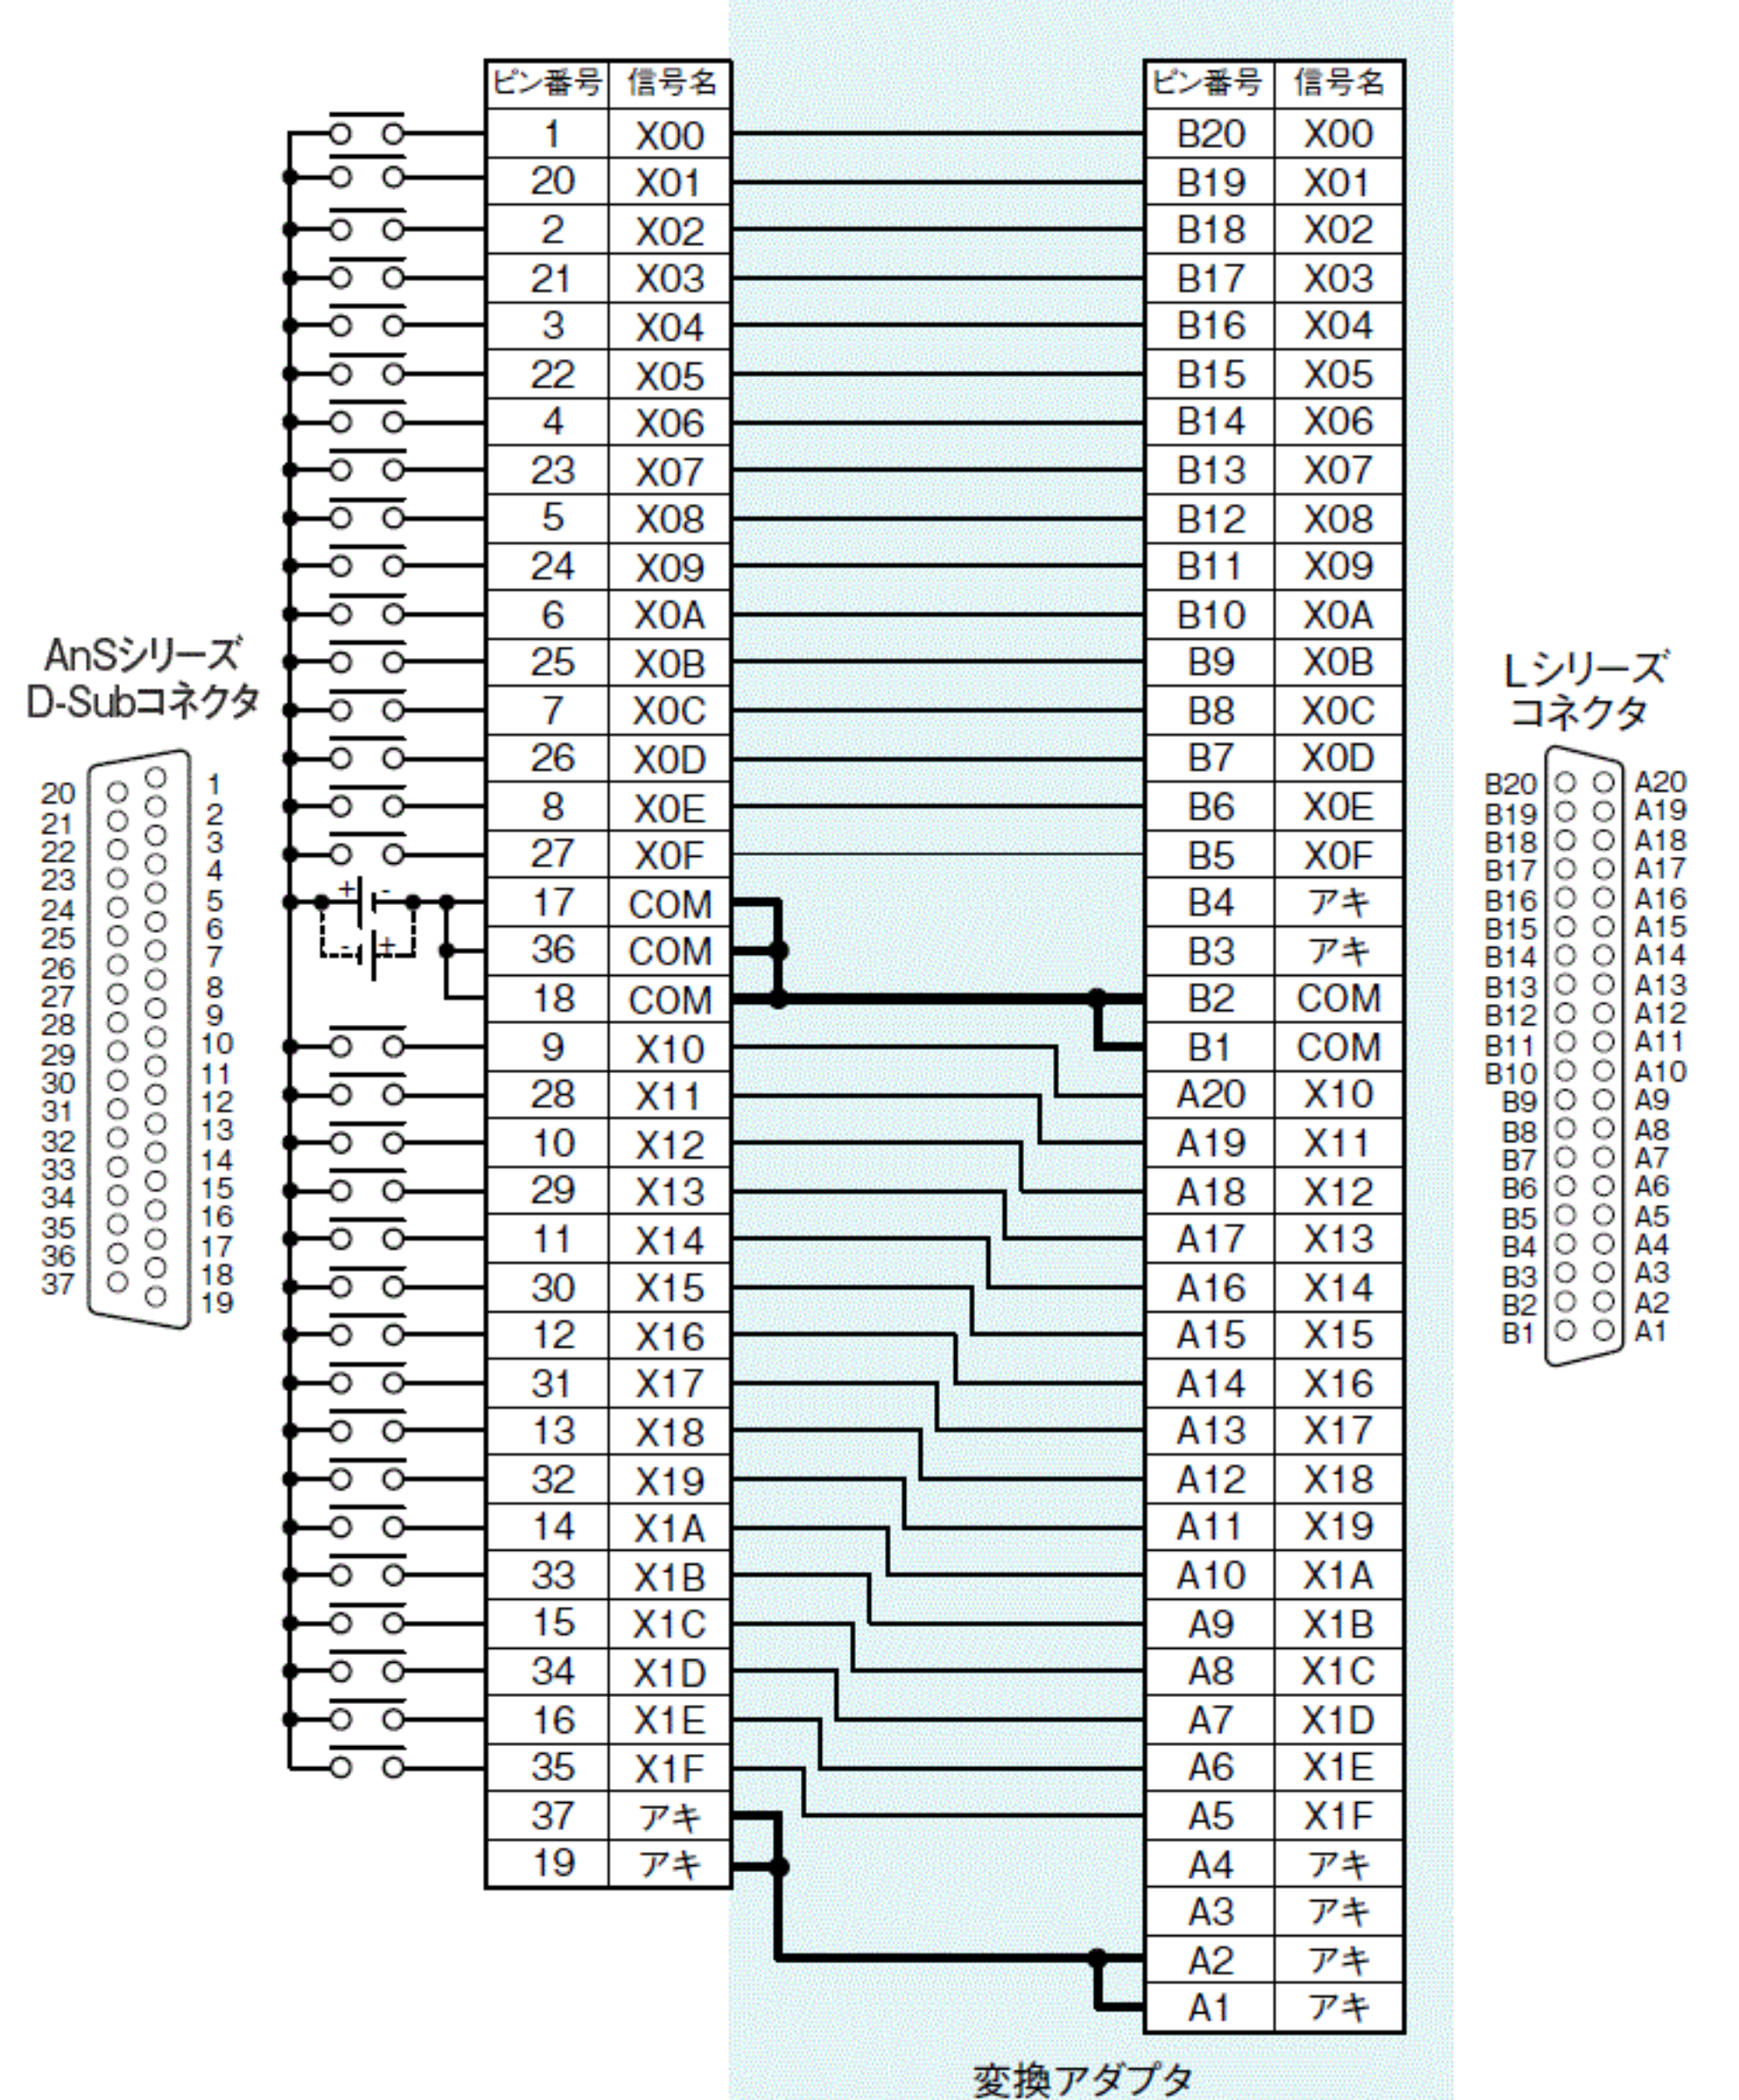 ピン番号 信号名 ピン番号 信号名
1 X00 B20 X00
20 X01 B19 X01
2 X02 B18 X02
21 X03 B17 X03
3 X04 B16 X04
22 X05 B15 X05
4 X06 B14 X06
23 X07 B13 X07
5 X08 B12 X08
24 X09 B11 X09
6 X0A B10 X0A
25 X0B B9 X0B
7 X0C B8 X0C
26 X0D B7 X0D
8 X0E B6 X0E
27 X0F B5 X0F
+ - 17 COM B4 アキ
- + 36 COM B3 アキ
18 COM B2 COM
9 X10 B1 COM
28 X11 A20 X10
10 X12 A19 X11
29 X13 A18 X12
11 X14 A17 X13
30 X15 A16 X14
12 X16 A15 X15
31 X17 A14 X16
13 X18 A13 X17
32 X19 A12 X18
14 X1A A11 X19
33 X1B A10 X1A
15 X1C A9 X1B
34 X1D A8 X1C
16 X1E A7 X1D
35 X1F A6 X1E
37 アキ A5 X1F
19 アキ A4 アキ
A3 アキ
A2 アキ
A1 アキ
変換アダプタ
AnSシリーズ
D-Subコネクタ
20 1
21 2
22 3
23 4
24 5
25 6
26 7
27 8
28 9
29 10
30 11
31 12
32 13
33 14
34 15
35 16
36 17
37 18
19
Lシリーズ
コネクタ
B20 A20
B19 A19
B18 A18
B17 A17
B16 A16
B15 A15
B14 A14
B13 A13
B12 A12
B11 A11
B10 A10
B9 A9
B8 A8
B7 A7
B6 A6
B5 A5
B4 A4
B3 A3
B2 A2
B1 A1